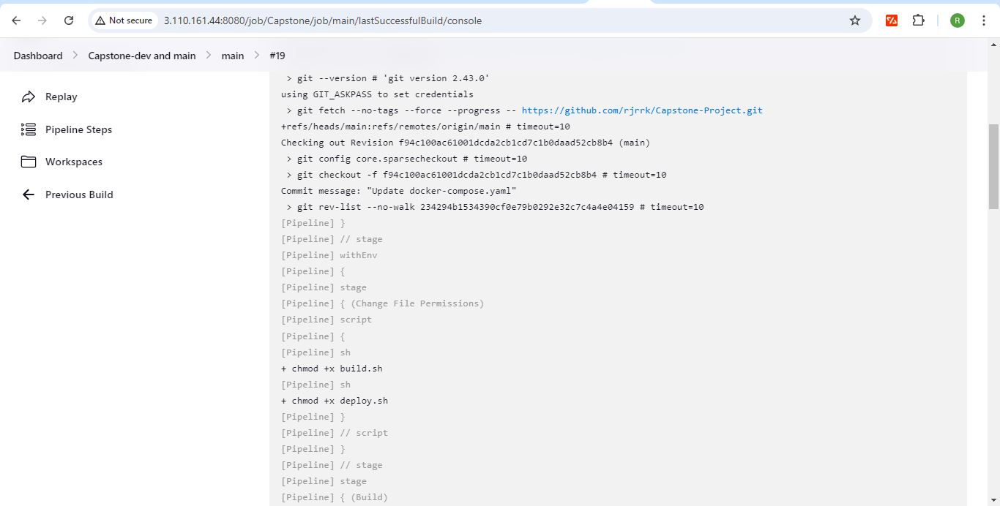 Not secure 3.110.161.44:8080/job/Capstone/job/main/lastSuccessfulBuild/console R
Dashboard > Capstone-dev and main > main > #19
Replay
Pipeline Steps
Workspaces
Previous Build
> git --version # 'git version 2.43.0'
using GIT_ASKPASS to set credentials
> git fetch --no-tags --force --progress -- https://github.com/rjrrk/Capstone-Project.git
+refs/heads/main:refs/remotes/origin/main # timeout=10
Checking out Revision f94c100ac61001dcda2cb1cd7c1b0daad52cb8b4 (main)
> git config core.sparsecheckout # timeout=10
> git checkout -f f94c100ac61001dcda2cb1cd7c1b0daad52cb8b4 # timeout=10
Commit message: "Update docker-compose.yaml"
> git rev-list --no-walk 234294b1534390cf0e79b0292e32c7c4a4e04159 # timeout=10
[Pipeline] }
[Pipeline] // stage
[Pipeline] withEnv
[Pipeline] {
[Pipeline] stage
[Pipeline] { (Change File Permissions)
[Pipeline] script
[Pipeline] {
[Pipeline] sh
+ chmod +x build.sh
[Pipeline] sh
+ chmod +x deploy.sh
[Pipeline] }
[Pipeline] // script
[Pipeline] }
[Pipeline] // stage
[Pipeline] stage
[Pipeline] { (Build)